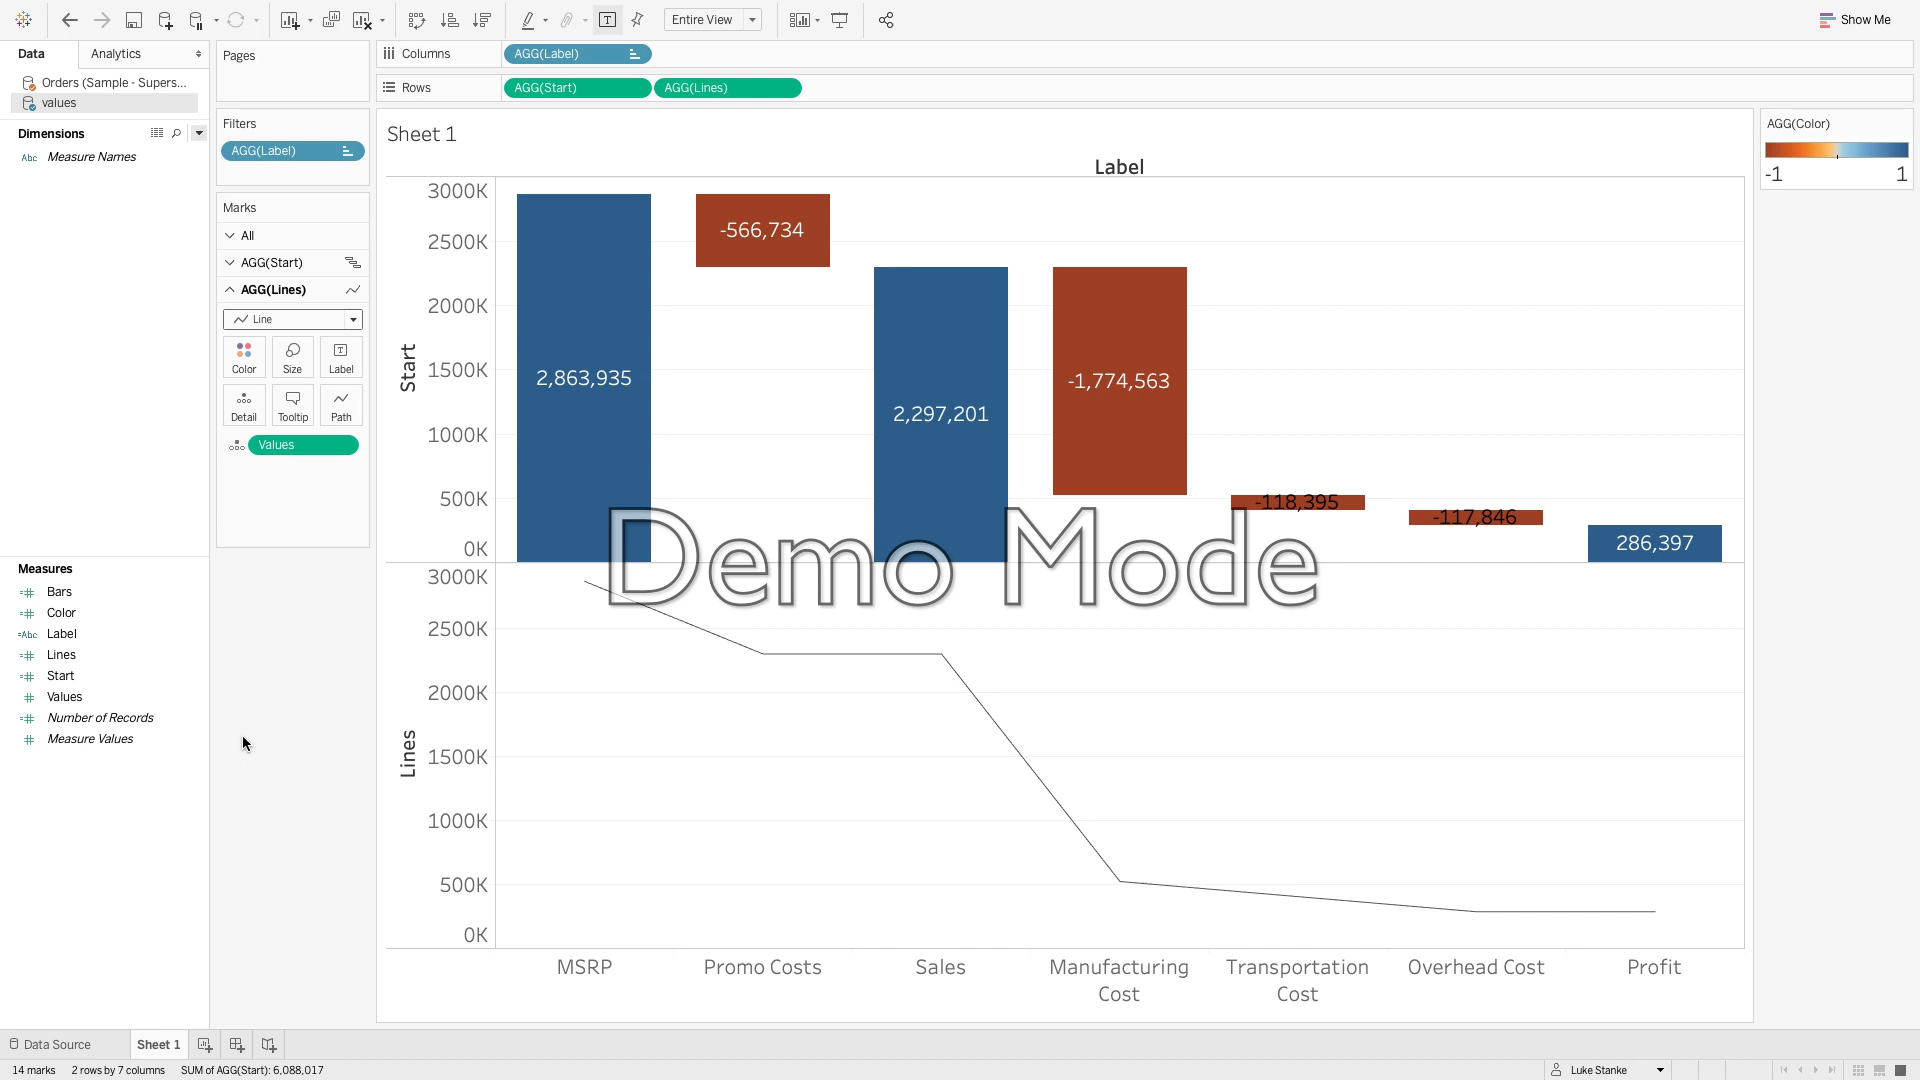 Entire View
Show Me
Data
Analytics
Pages
Columns
AGG(Label)
Orders (Sample - Supers...
values
Rows
AGG(Start)
AGG(Lines)
Dimensions
Abc Measure Names
Filters
AGG(Label)
Sheet 1
AGG(Color)
-1
1
Marks
All
AGG(Start)
AGG(Lines)
Line
Color
Size
Label
Detail
Tooltip
Path
Values
Label
3000K
2500K
2000K
1500K
1000K
500K
0K
Start
2,863,935
-566,734
2,297,201
-1,774,563
-118,395
-117,846
286,397
Demo Mode
3000K
2500K
2000K
1500K
1000K
500K
0K
Lines
MSRP
Promo Costs
Sales
Manufacturing
Cost
Transportation
Cost
Overhead Cost
Profit
Measures
=# Bars
=# Color
=Abc Label
=# Lines
=# Start
# Values
=# Number of Records
# Measure Values
Data Source
Sheet 1
14 marks
2 rows by 7 columns
SUM of AGG(Start): 6,088,017
Luke Stanke